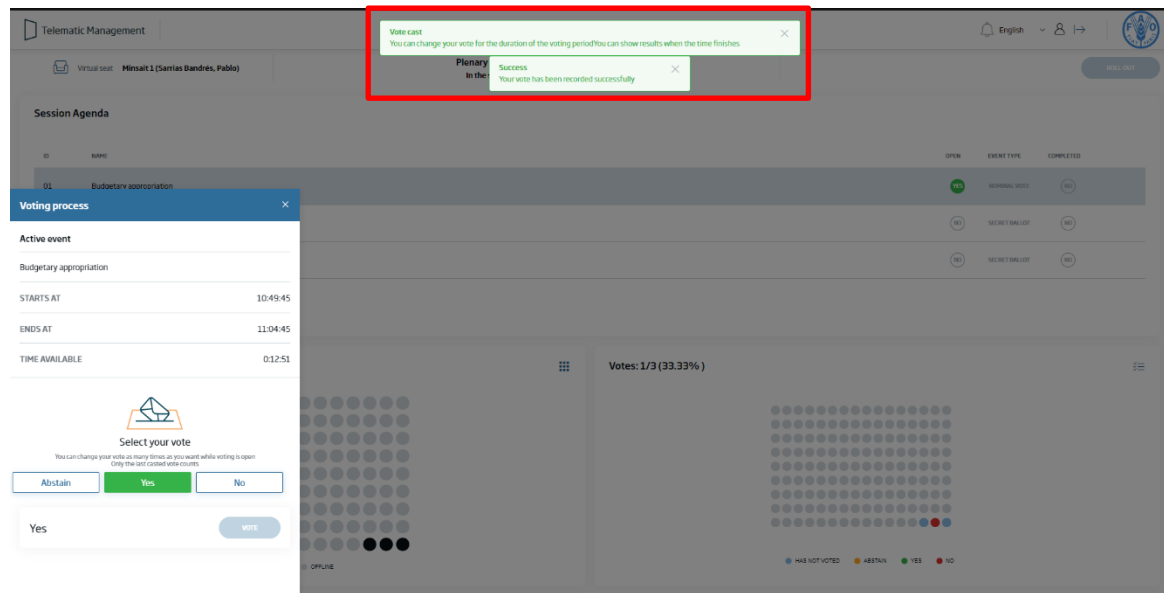 Telematic Management
Vote cast
You can change your vote for the duration of the voting periodYou can show results when the time finishes
English
Virtual seat Minsait 1 (Sarrias Bandrés, Pablo)
Plenary
In the
Success
Your vote has been recorded successfully
ROLL OUT
Session Agenda
ID NAME OPEN EVENT TYPE COMPLETED
01 Budgetary appropriation YES NOMINAL VOTE NO
NO SECRET BALLOT NO
NO SECRET BALLOT NO
Voting process
Active event
Budgetary appropriation
STARTS AT 10:49:45
ENDS AT 11:04:45
TIME AVAILABLE 0:12:51
Select your vote
You can change your vote as many times as you want while voting is open
Only the last casted vote counts
Abstain Yes No
Yes VOTE
OFFLINE
Votes: 1/3 (33.33% )
HAS NOT VOTED ABSTAIN YES NO